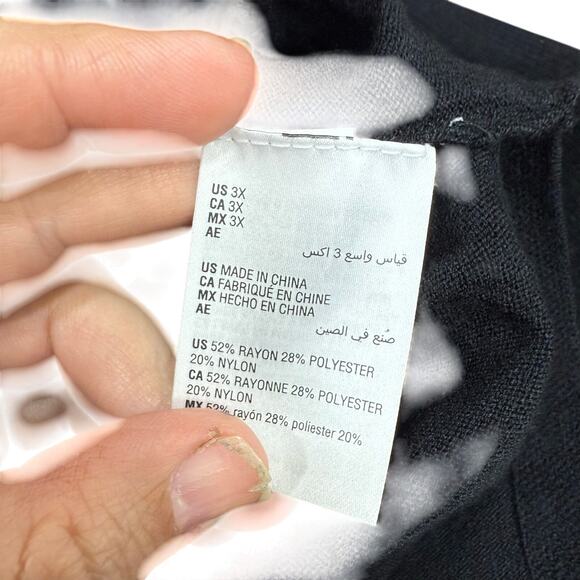 US 3X
CA 3X
MX 3X
AE
قياس واسع 3 اكس
US MADE IN CHINA
CA FABRIQUÉ EN CHINE
MX HECHO EN CHINA
AE
صُنع في الصين
US 52% RAYON 28% POLYESTER
20% NYLON
CA 52% RAYONNE 28% POLYESTER
20% NYLON
MX 52% rayón 28% poliester 20%